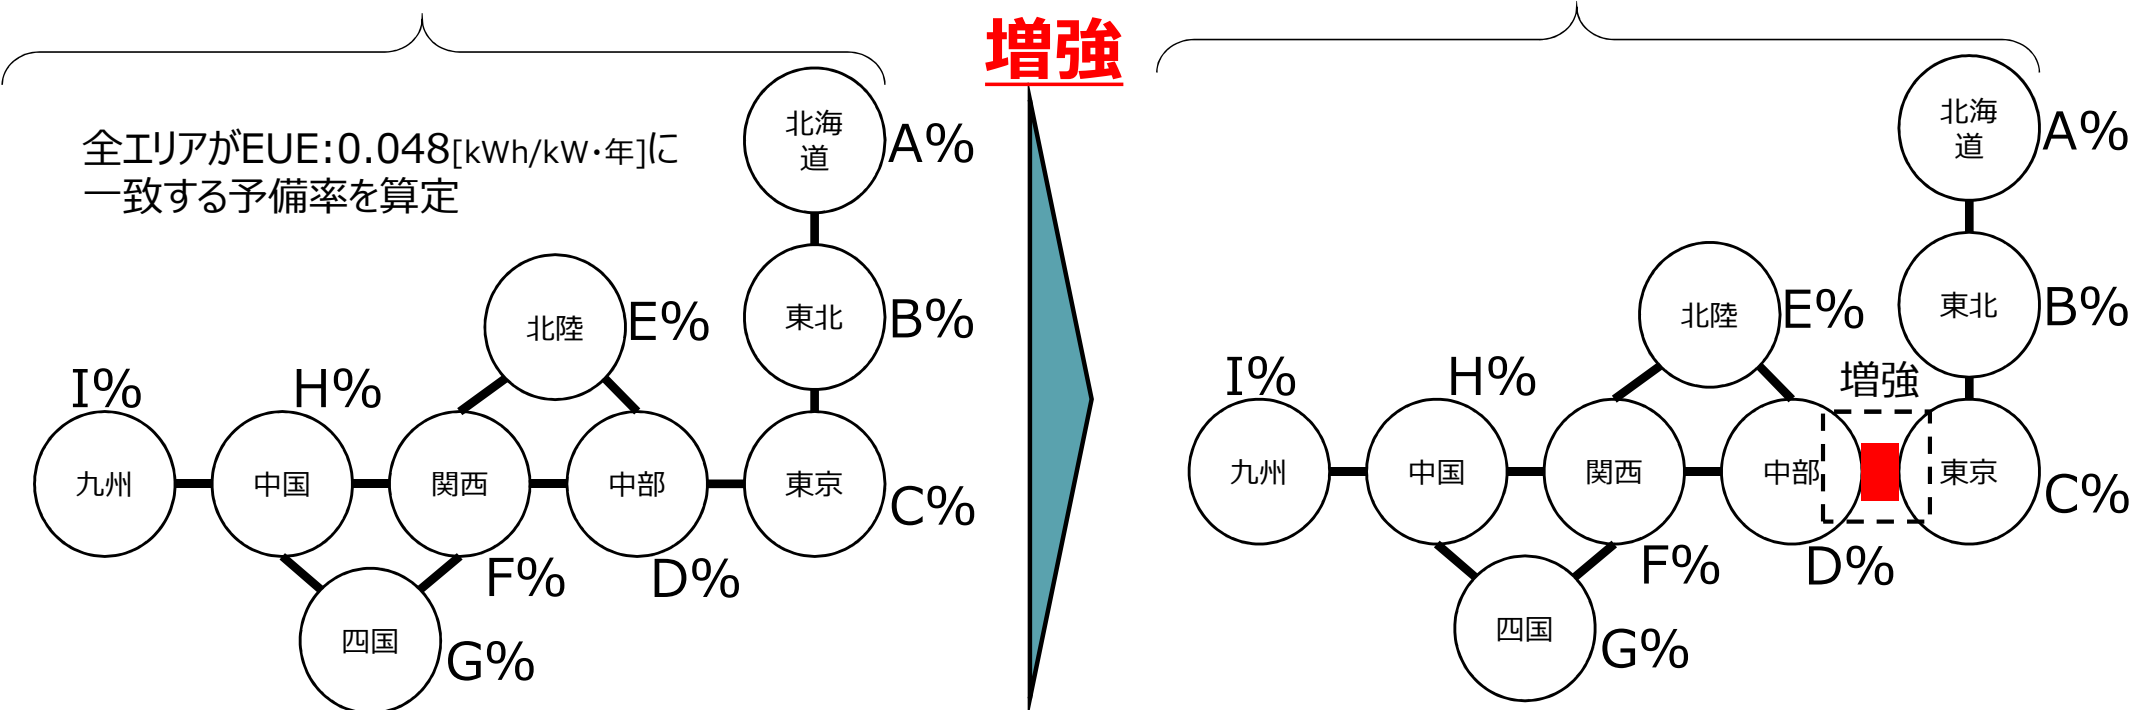 増強
全エリアがEUE:0.048[kWh/kW・年]に
一致する予備率を算定
北海
道
A%
東北
B%
北陸
E%
I%
H%
九州
中国
関西
中部
東京
C%
F%
D%
四国
G%
北海
道
A%
東北
B%
北陸
E%
増強
I%
H%
九州
中国
関西
中部
東京
C%
F%
D%
四国
G%